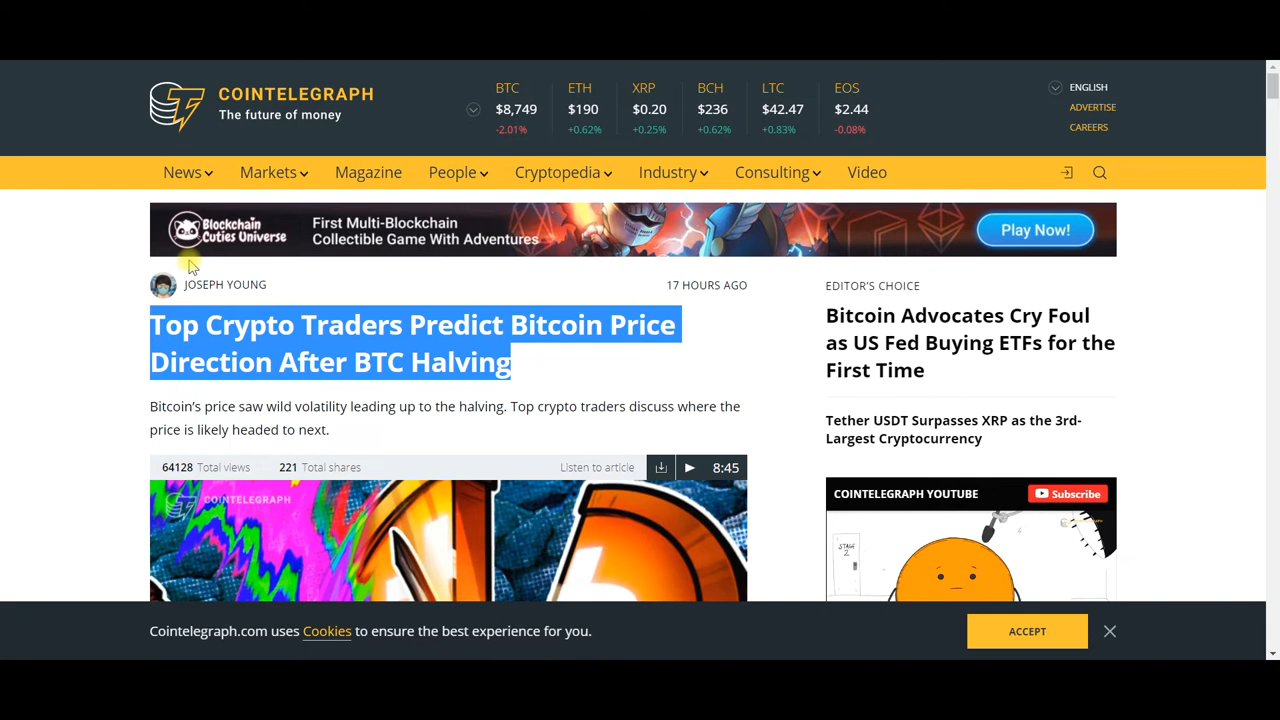 COINTELEGRAPH
The future of money
BTC ETH XRP BCH LTC EOS
$8,749 $190 $0.20 $236 $42.47 $2.44
-2.01% +0.62% +0.25% +0.62% +0.83% -0.08%
ENGLISH
ADVERTISE
CAREERS
News Markets Magazine People Cryptopedia Industry Consulting Video
BLockchain
Cuties Universe
First Multi-Blockchain
Collectible Game With Adventures
Play Now!
JOSEPH YOUNG
17 HOURS AGO
Top Crypto Traders Predict Bitcoin Price
Direction After BTC Halving
Bitcoin’s price saw wild volatility leading up to the halving. Top crypto traders discuss where the
price is likely headed to next.
64128 Total views 221 Total shares Listen to article 8:45
COINTELEGRAPH
EDITOR’S CHOICE
Bitcoin Advocates Cry Foul
as US Fed Buying ETFs for the
First Time
Tether USDT Surpasses XRP as the 3rd-
Largest Cryptocurrency
COINTELEGRAPH YOUTUBE Subscribe
STAGE
2
Cointelegraph.com uses Cookies to ensure the best experience for you.
ACCEPT